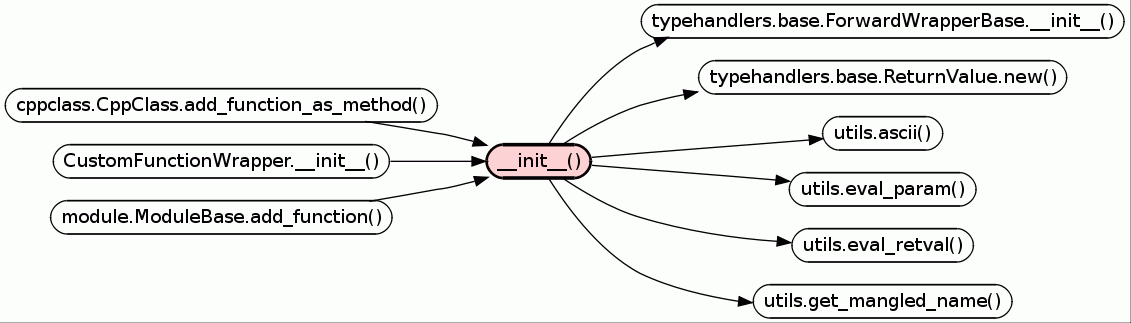 typehandlers.base.ForwardWrapperBase.__init__()
typehandlers.base.ReturnValue.new()
cppclass.CppClass.add_function_as_method()
utils.ascii()
CustomFunctionWrapper.__init__()
__init__()
utils.eval_param()
module.ModuleBase.add_function()
utils.eval_retval()
utils.get_mangled_name()